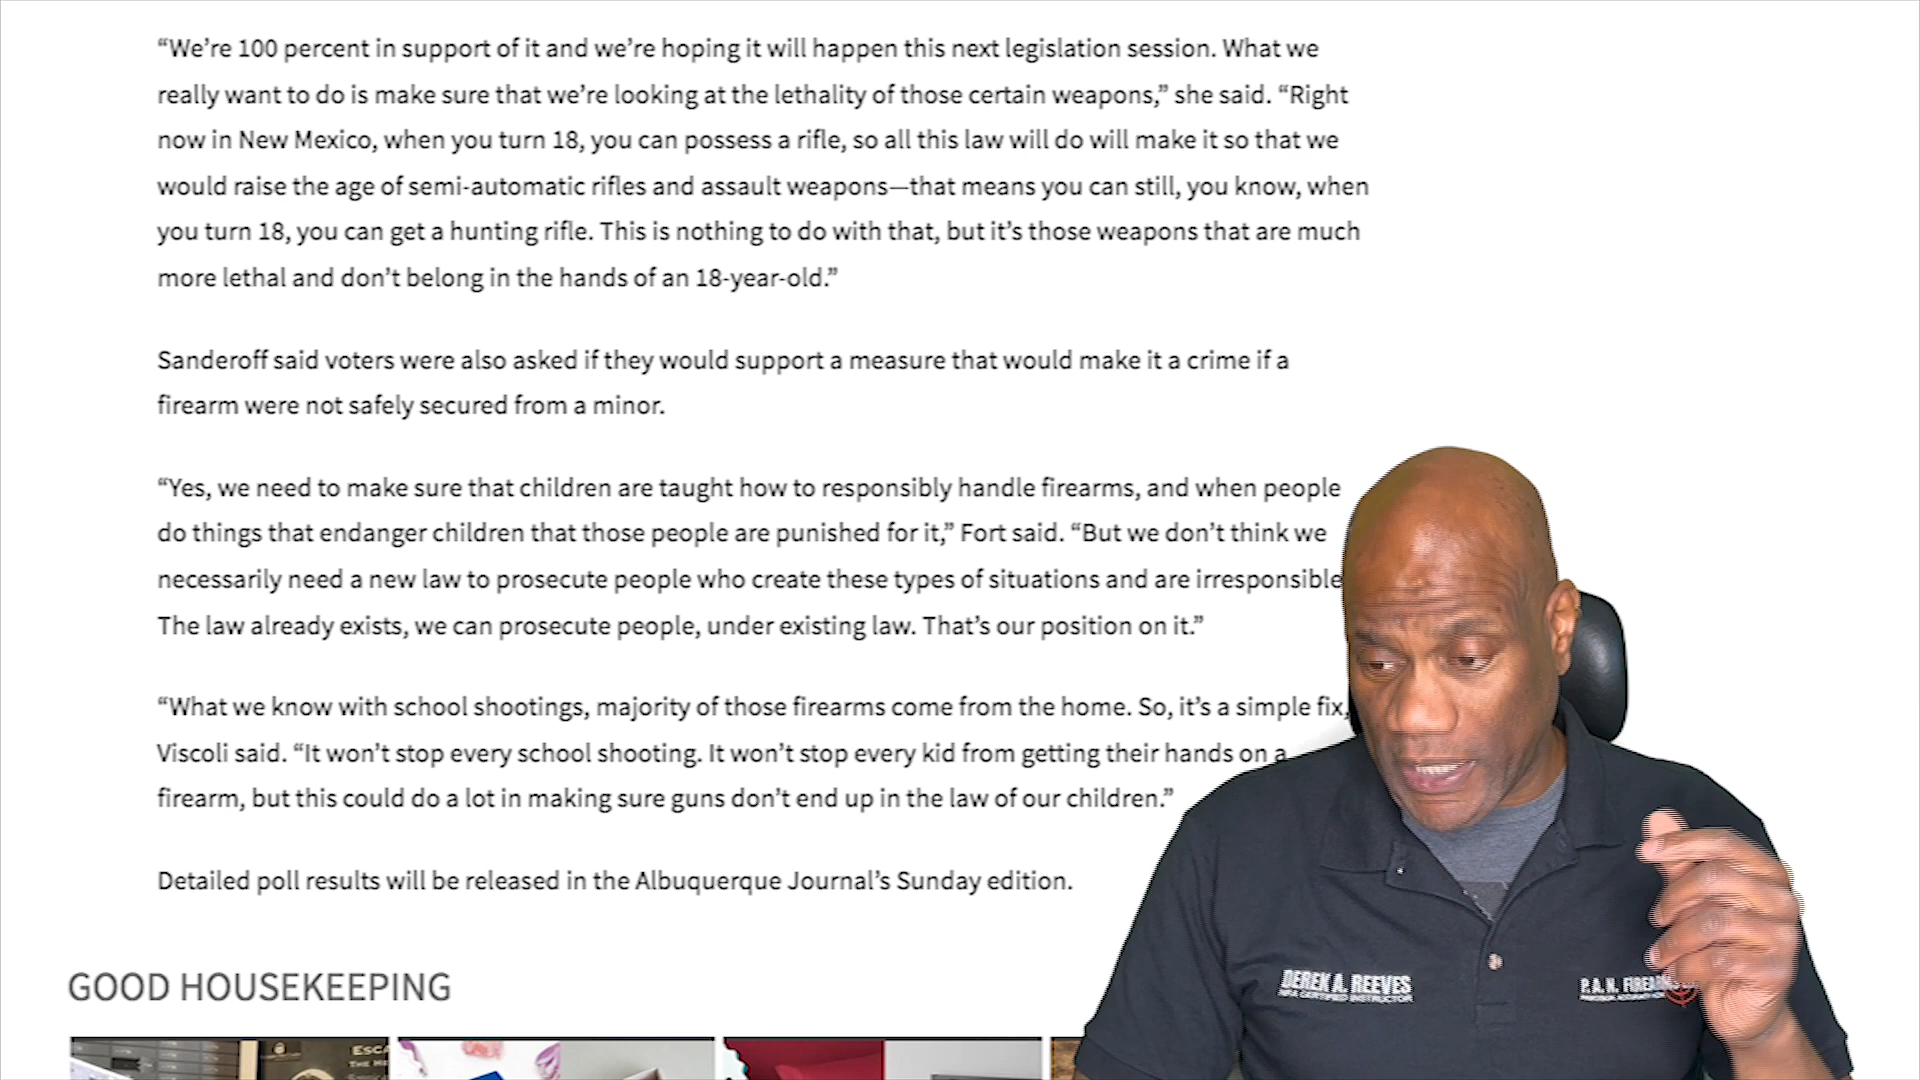 “We’re 100 percent in support of it and we’re hoping it will happen this next legislation session. What we
really want to do is make sure that we’re looking at the lethality of those certain weapons,” she said. “Right
now in New Mexico, when you turn 18, you can possess a rifle, so all this law will do will make it so that we
would raise the age of semi-automatic rifles and assault weapons—that means you can still, you know, when
you turn 18, you can get a hunting rifle. This is nothing to do with that, but it’s those weapons that are much
more lethal and don’t belong in the hands of an 18-year-old.”
Sanderoff said voters were also asked if they would support a measure that would make it a crime if a
firearm were not safely secured from a minor.
“Yes, we need to make sure that children are taught how to responsibly handle firearms, and when people
do things that endanger children that those people are punished for it,” Fort said. “But we don’t think we
necessarily need a new law to prosecute people who create these types of situations and are irresponsible
The law already exists, we can prosecute people, under existing law. That’s our position on it.”
“What we know with school shootings, majority of those firearms come from the home. So, it’s a simple fix,
Viscoli said. “It won’t stop every school shooting. It won’t stop every kid from getting their hands on a
firearm, but this could do a lot in making sure guns don’t end up in the law of our children.”
Detailed poll results will be released in the Albuquerque Journal’s Sunday edition.
GOOD HOUSEKEEPING
DEREK A. REEVES
NRA CERTIFIED INSTRUCTOR
P.A.N. FIREARMS
ESCA